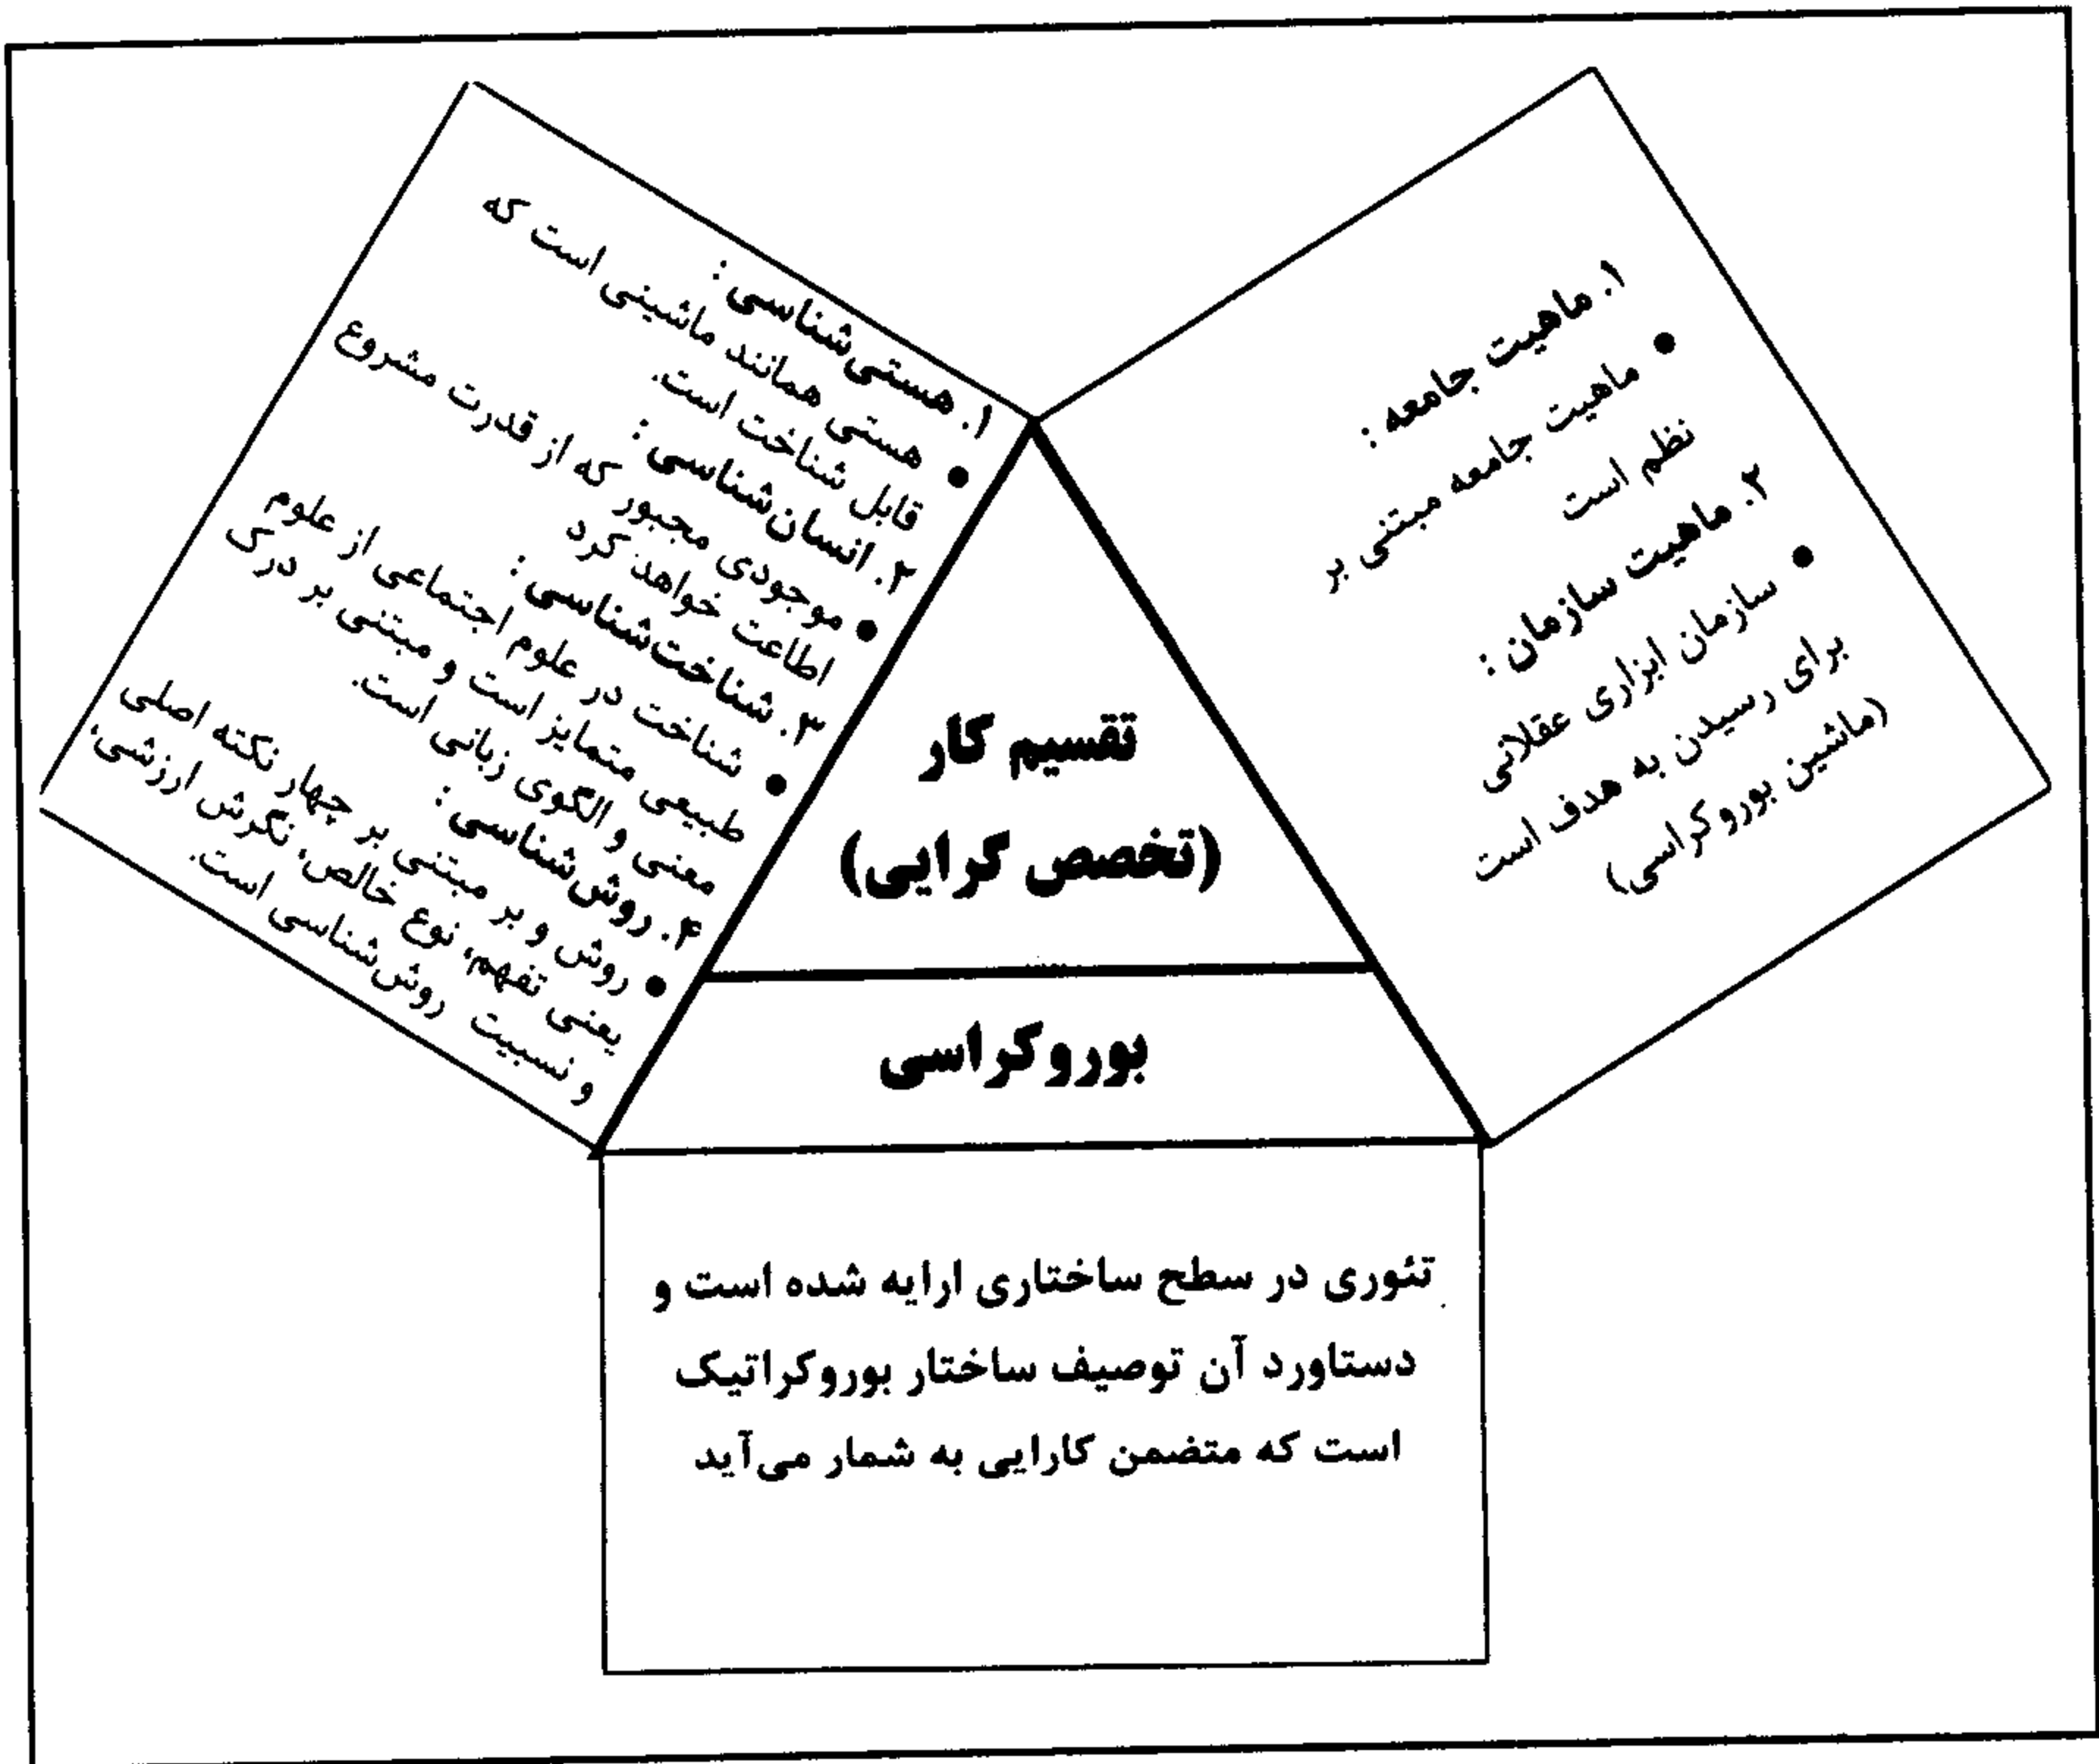 ۱. ماهیت جامعه :
● ماهیت جامعه مبتنی بر
نظم است
۲. ماهیت سازمان :
● سازمان ابزاری عقلانی
برای رسیدن به هدف است
(ماشین بوروکراسی)
۱. هستی‌شناسی :
● هستی همانند ماشینی است که
قابل شناخت است.
۲. انسان‌شناسی :
● موجودی مجبور که از قدرت مشروع
اطاعت خواهد کرد
۳. شناخت‌شناسی :
● شناخت در علوم اجتماعی از علوم
طبیعی متمایز است و مبتنی بر درک
معنی و الگوی زبانی است.
۴. روش‌شناسی :
● روش و بر مبتنی بر چهار نکته اصلی
یعنی تفهم، نوع خالص، نگرش ارزشی،
و نسبیت روش‌شناسی است.
تقسیم کار
(تخصص گرایی)
بوروکراسی
تئوری در سطح ساختاری ارایه شده است و
دستاورد آن توصیف ساختار بوروکراتیک
است که متضمن کارایی به شمار می‌آید